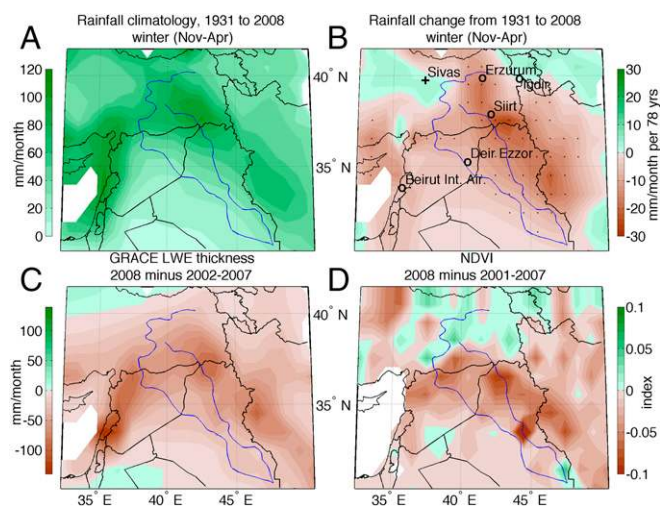 Rainfall climatology, 1931 to 2008
winter (Nov-Apr)
A
120
100
80
60
40
20
0
mm/month
Rainfall change from 1931 to 2008
winter (Nov-Apr)
B
40° N
35° N
Sivas
Erzurum
Igdir
Siirt
Deir Ezzor
Beirut Int. Air.
30
20
10
0
-10
-20
-30
mm/month per 78 yrs
GRACE LWE thickness
2008 minus 2002-2007
C
100
50
0
-50
-100
mm/month
35° E
40° E
45° E
NDVI
2008 minus 2001-2007
D
40° N
35° N
35° E
40° E
45° E
0.1
0.05
0
-0.05
-0.1
index